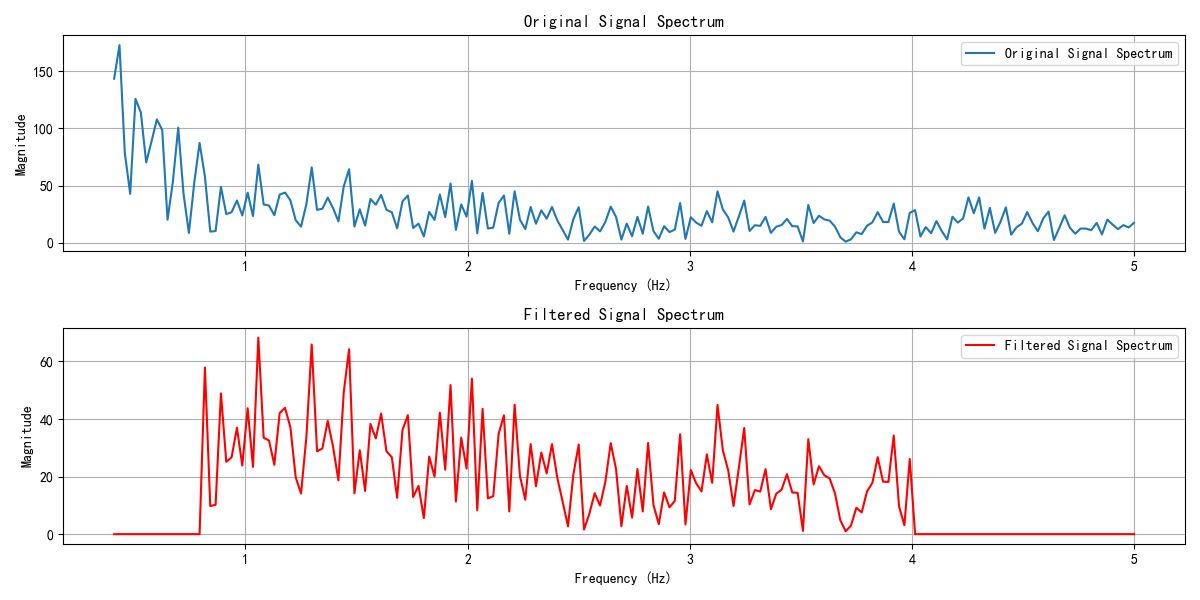 Original Signal Spectrum
Original Signal Spectrum
Magnitude
150
100
50
0
1 2 3 4 5
Frequency (Hz)
Filtered Signal Spectrum
Filtered Signal Spectrum
Magnitude
60
40
20
0
1 2 3 4 5
Frequency (Hz)